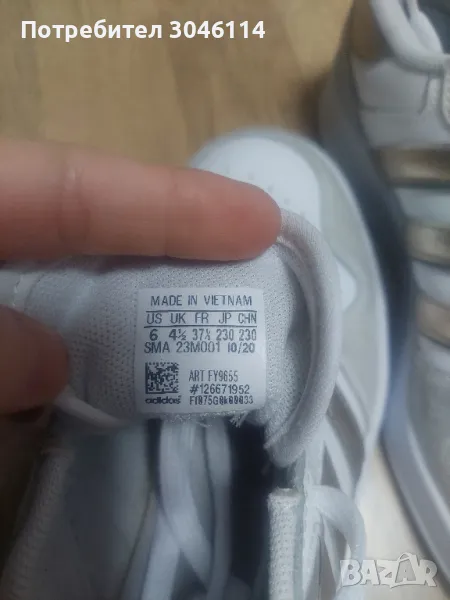 Потребител 3046114
MADE IN VIETNAM
US UK FR JP CHN
6 4½ 37⅓ 230 230
SMA 23M001 10/20
ART FY9655
#126671952
adidas
BAZAR